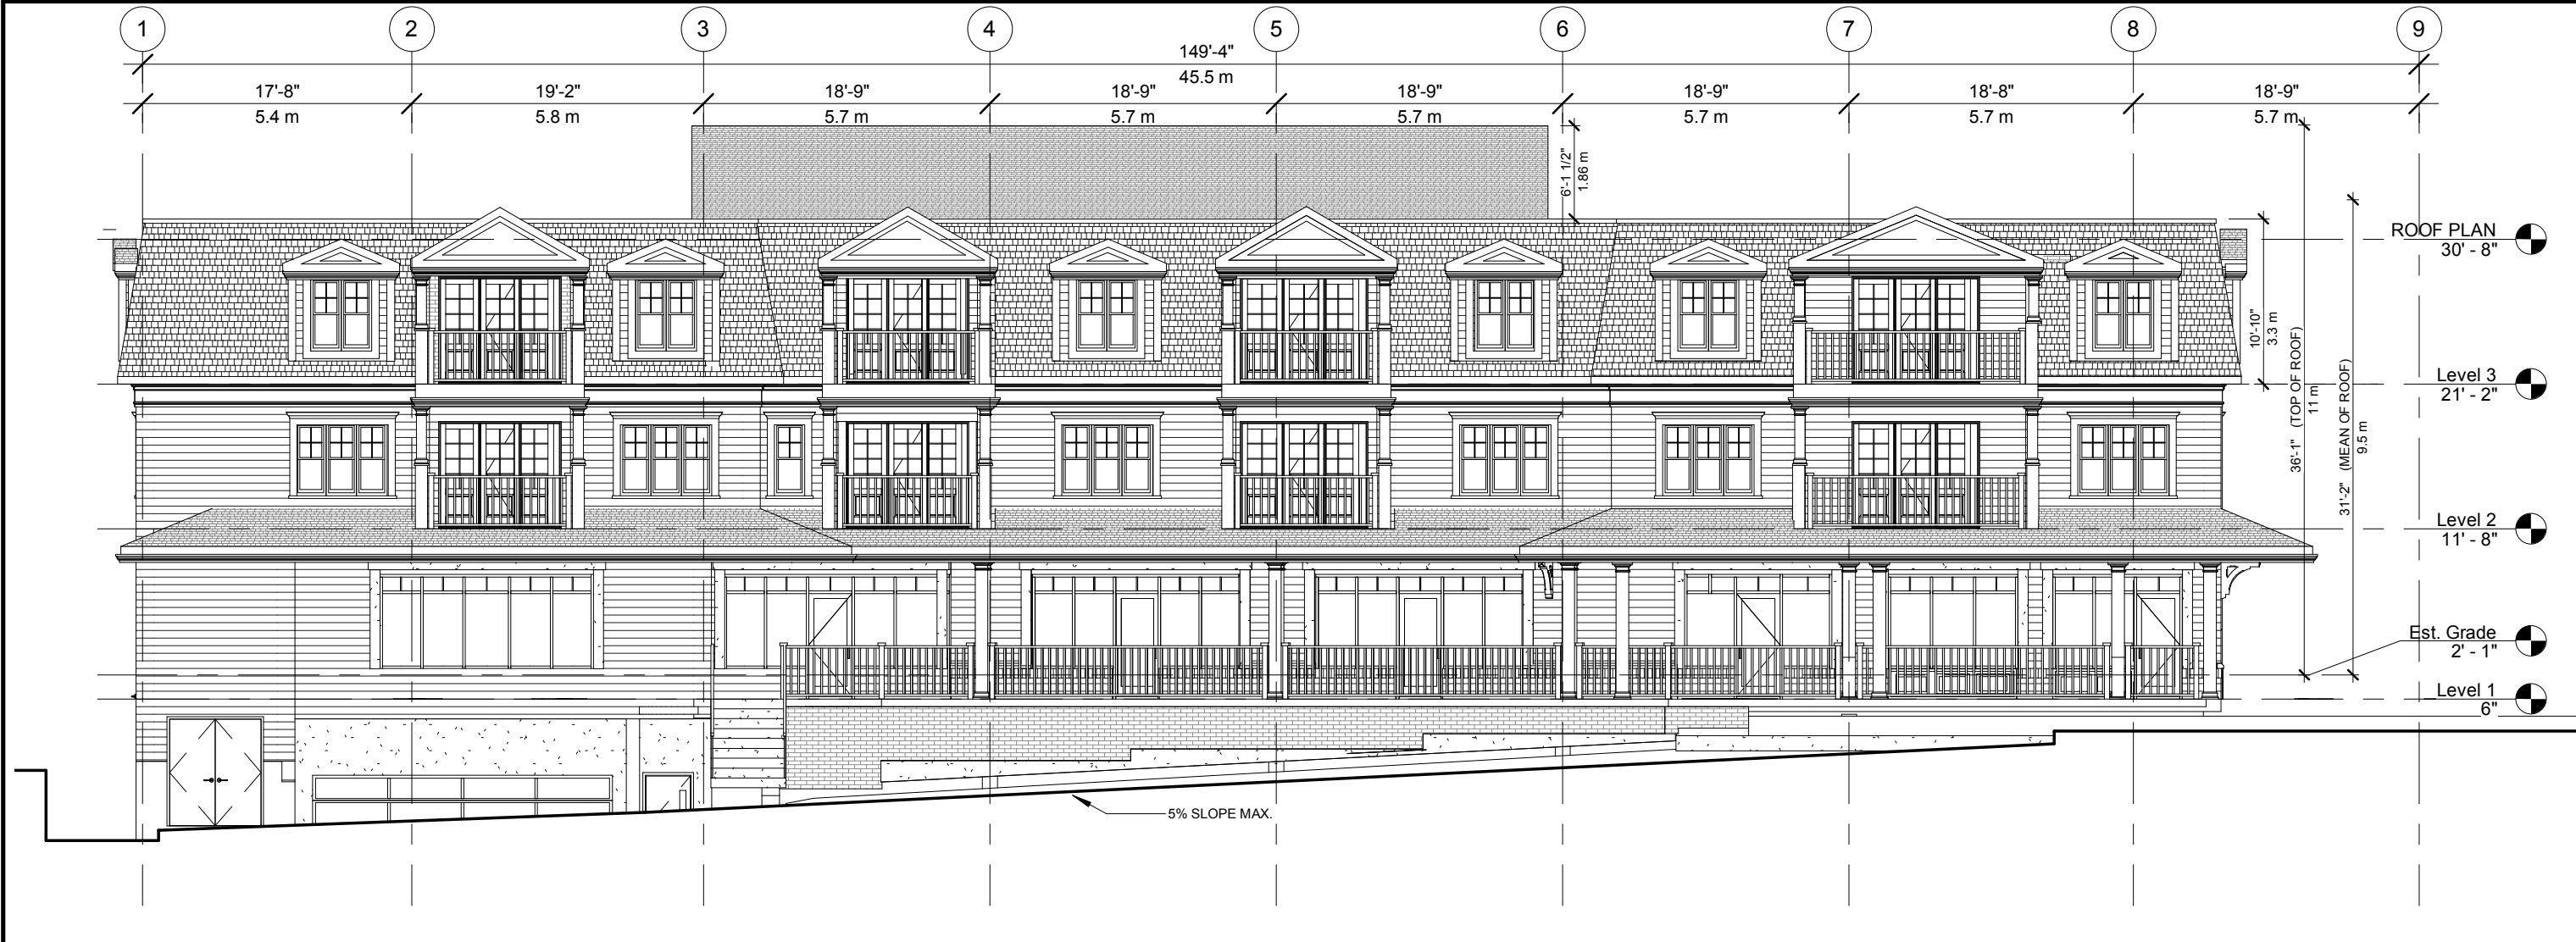 1 2 3 4 5 6 7 8 9
149'-4"
45.5 m
17'-8" 19'-2" 18'-9" 18'-9" 18'-9" 18'-9" 18'-8" 18'-9"
5.4 m 5.8 m 5.7 m 5.7 m 5.7 m 5.7 m 5.7 m 5.7 m
6'-1 1/2"
1.86 m
10'-10"
3.3 m
36'-1" (TOP OF ROOF)
11 m
31'-2" (MEAN OF ROOF)
9.5 m
ROOF PLAN
30' - 8"
Level 3
21' - 2"
Level 2
11' - 8"
Est. Grade
2' - 1"
Level 1
6"
5% SLOPE MAX.